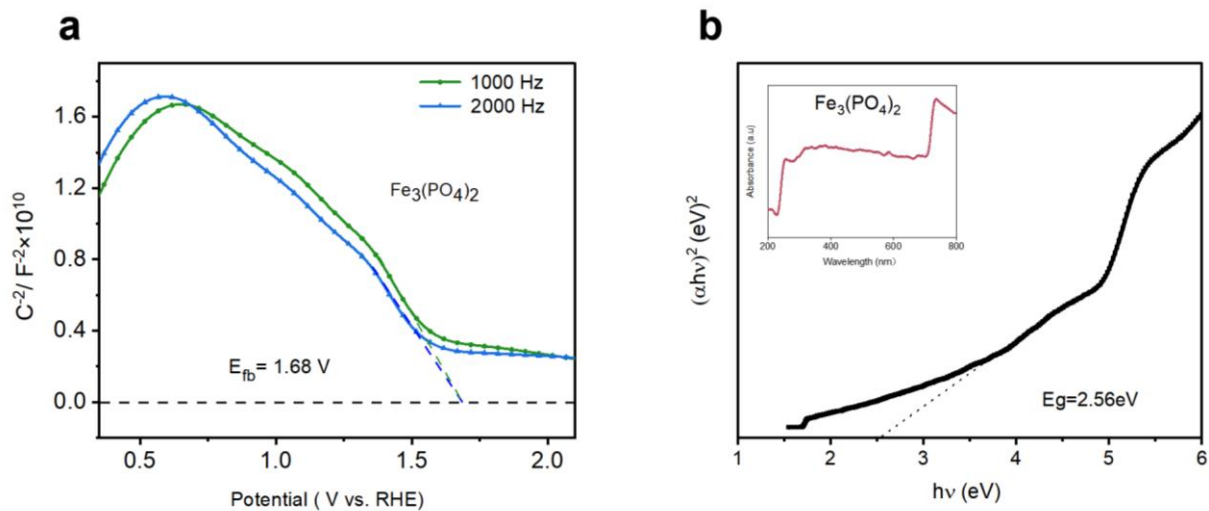 a
C⁻²/ F⁻²×10¹⁰
1.6
1.2
0.8
0.4
0.0
1000 Hz
2000 Hz
Fe₃(PO₄)₂
E_fb= 1.68 V
0.5
1.0
1.5
2.0
Potential ( V vs. RHE)
b
(αhν)² (eV)²
Absorbance (a.u)
Fe₃(PO₄)₂
200
400
600
800
Wavelength (nm）
Eg=2.56eV
1
2
3
4
5
6
hν (eV)